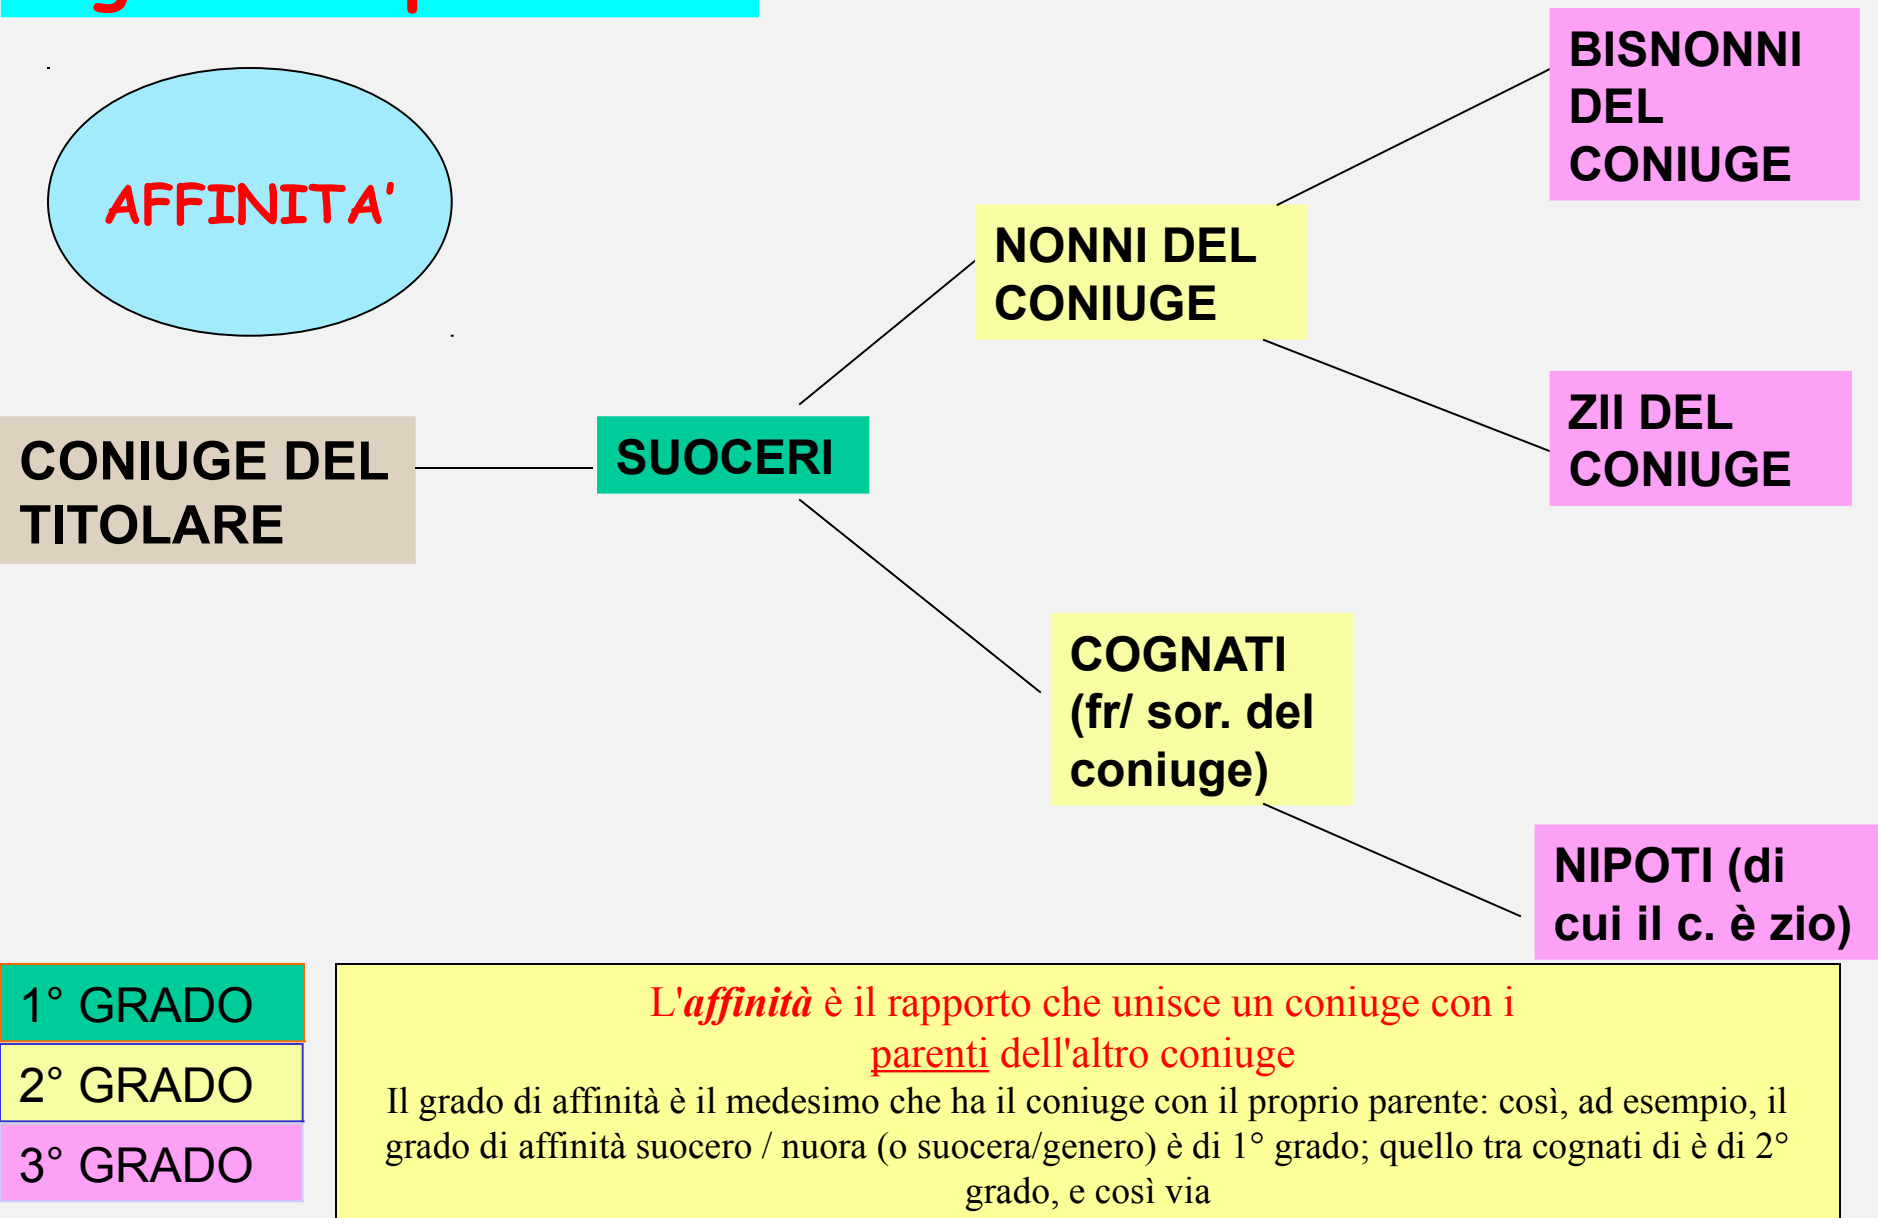 AFFINITA'
BISNONNI
DEL
CONIUGE
NONNI DEL
CONIUGE
ZII DEL
CONIUGE
CONIUGE DEL
TITOLARE
SUOCERI
COGNATI
(fr/ sor. del
coniuge)
NIPOTI (di
cui il c. è zio)
1° GRADO
2° GRADO
3° GRADO
L'affinità è il rapporto che unisce un coniuge con i
parenti dell'altro coniuge
Il grado di affinità è il medesimo che ha il coniuge con il proprio parente: così, ad esempio, il
grado di affinità suocero / nuora (o suocera/genero) è di 1° grado; quello tra cognati di è di 2°
grado, e così via